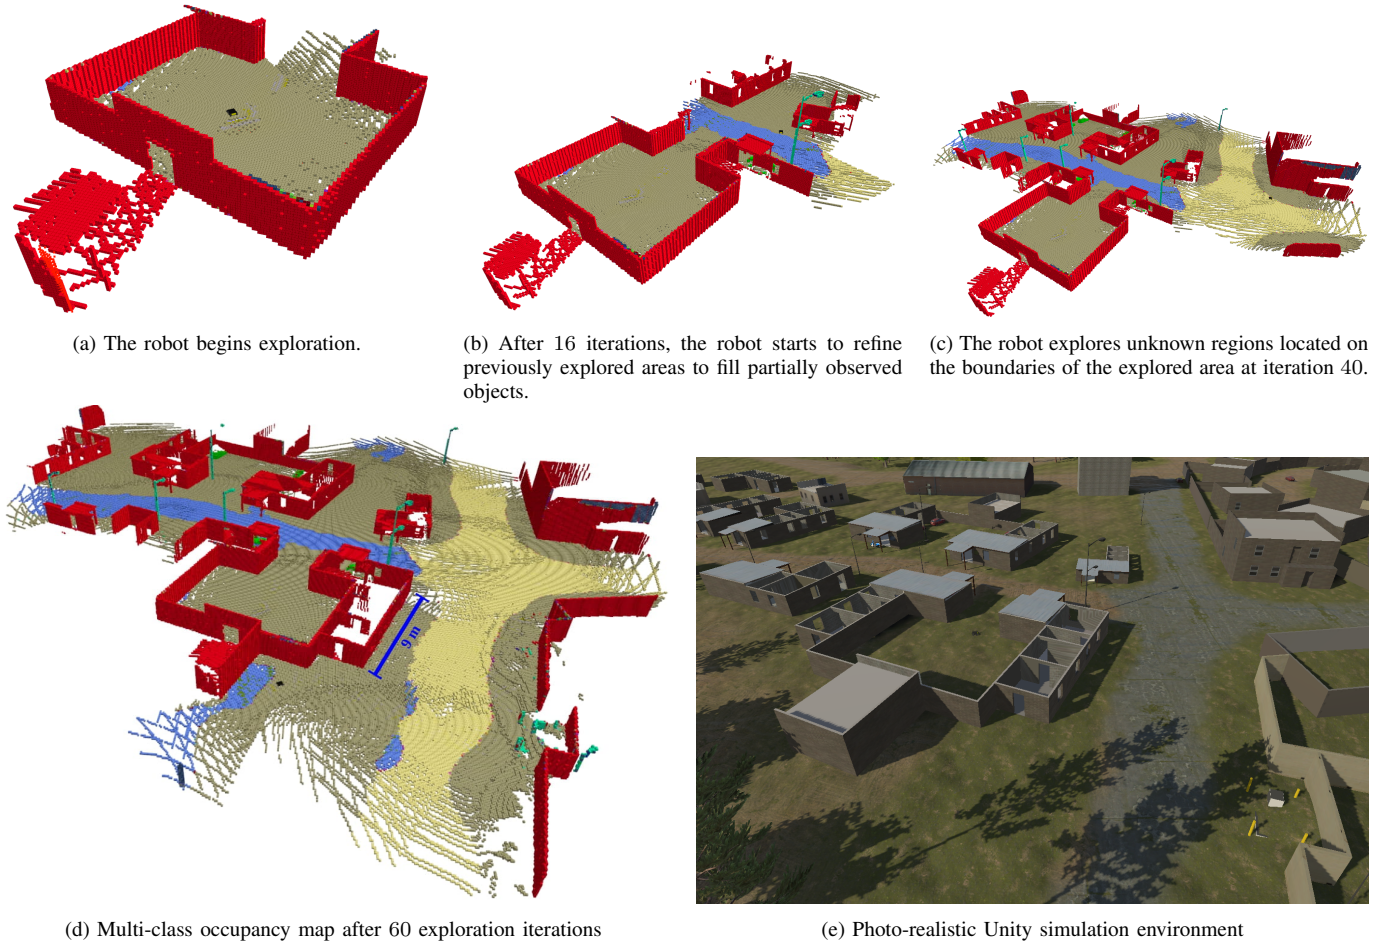 (a) The robot begins exploration.
(b) After 16 iterations, the robot starts to refine
previously explored areas to fill partially observed
objects.
(c) The robot explores unknown regions located on
the boundaries of the explored area at iteration 40.
9 m
(d) Multi-class occupancy map after 60 exploration iterations
(e) Photo-realistic Unity simulation environment